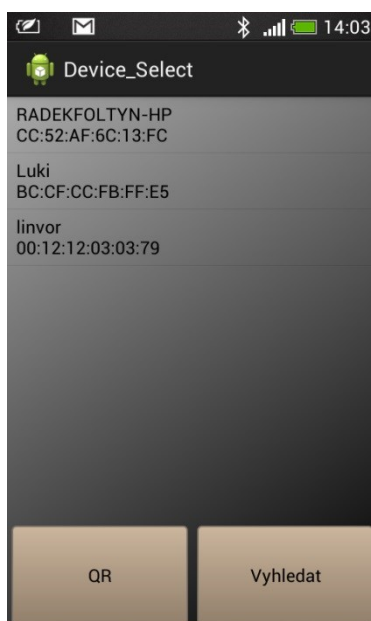 14:03
Device_Select
RADEKFOLTYN-HP
CC:52:AF:6C:13:FC
Luki
BC:CF:CC:FB:FF:E5
linvor
00:12:12:03:03:79
QR
Vyhledat